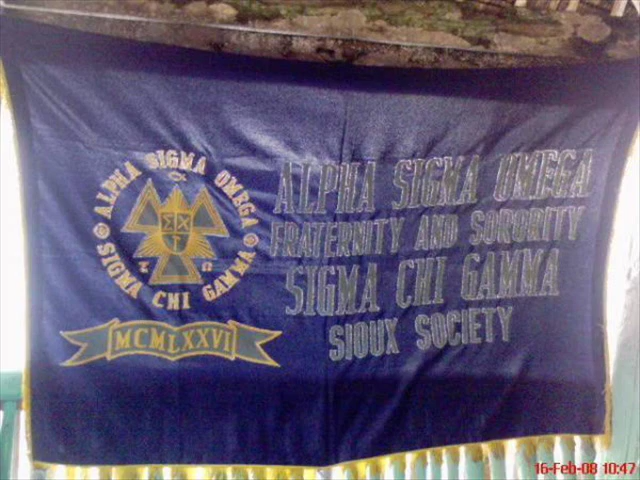 ALPHA SIGMA OMEGA
SIGMA CHI GAMMA
ΣΧ
Γ
Σ Ω
MCMLXXVI
ALPHA SIGMA OMEGA
FRATERNITY AND SORORITY
SIGMA CHI GAMMA
SIOUX SOCIETY
16-Feb-08 10:47